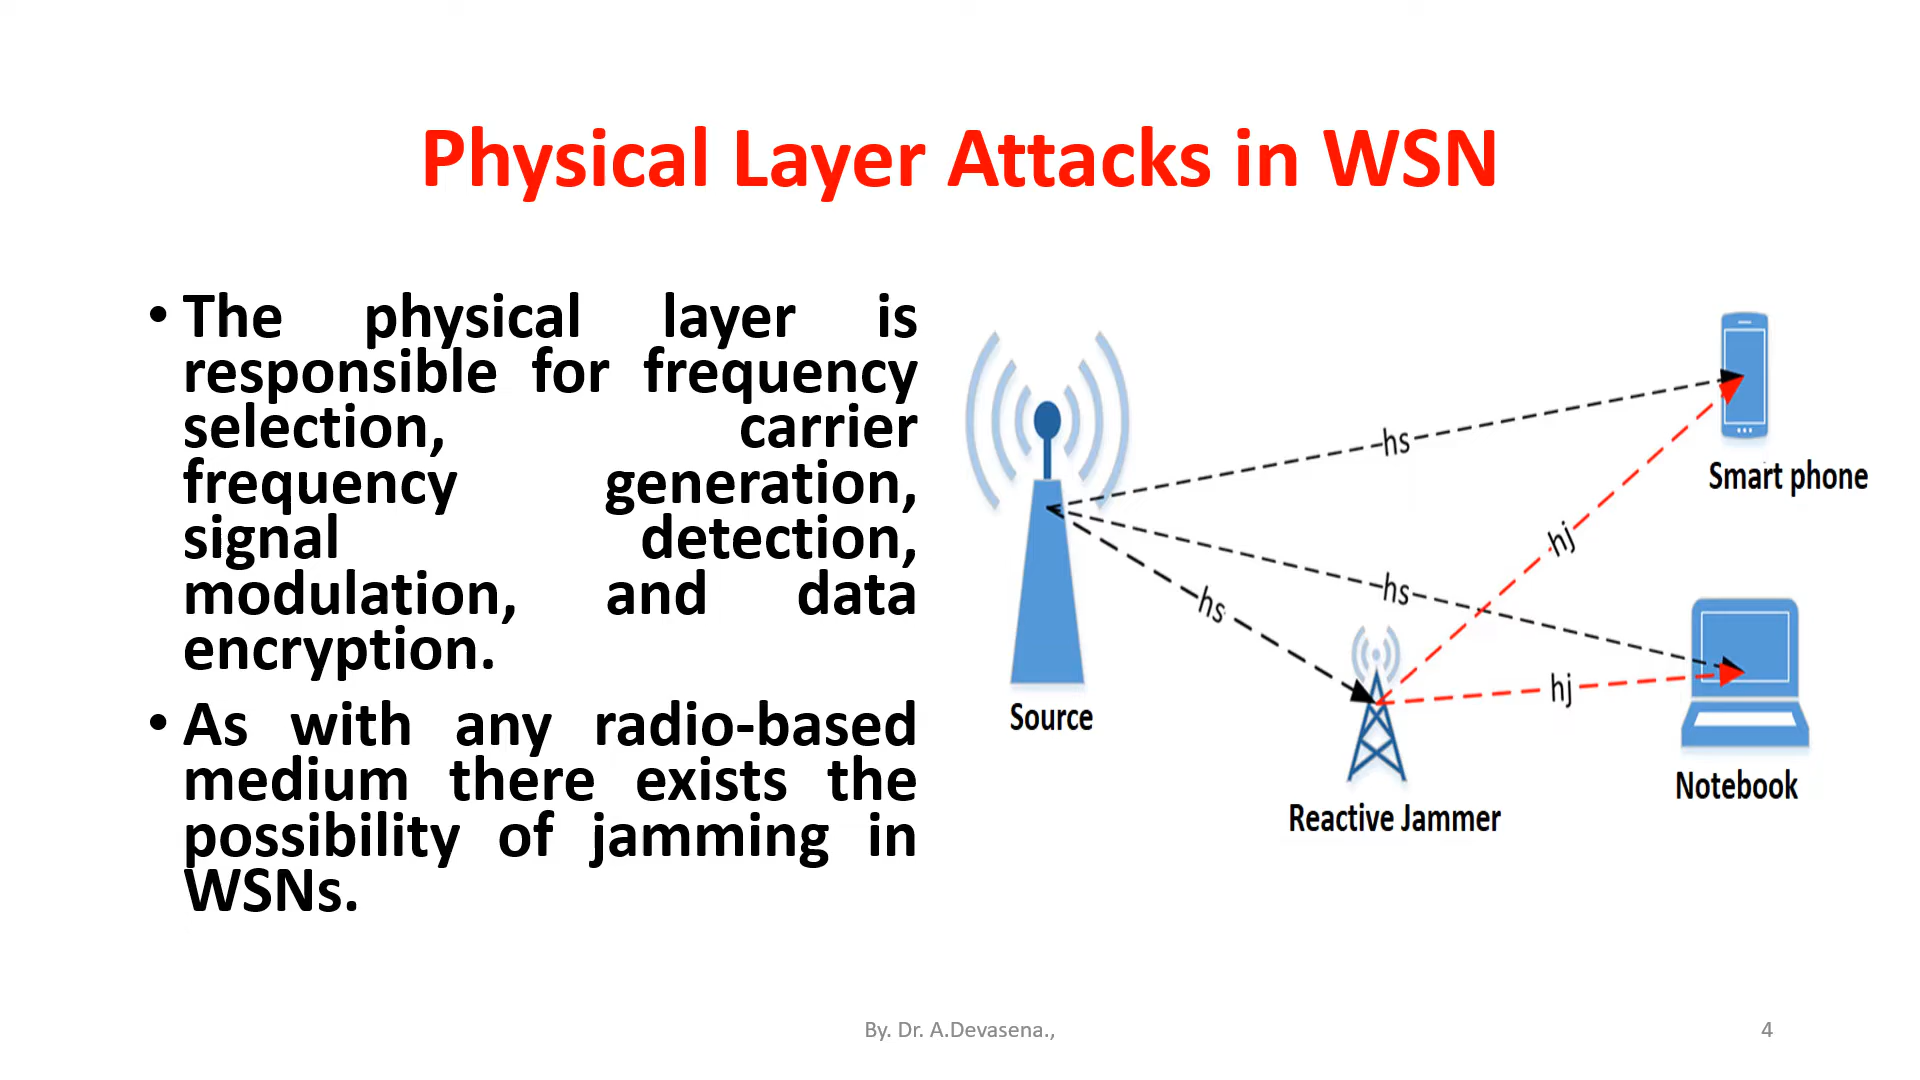 Physical Layer Attacks in WSN
• The physical layer is
responsible for frequency
selection, carrier
frequency generation,
signal detection,
modulation, and data
encryption.
• As with any radio-based
medium there exists the
possibility of jamming in
WSNs.
hs
Smart phone
hj
hs
hs
hj
Source
Notebook
Reactive Jammer
By. Dr. A.Devasena.,
4